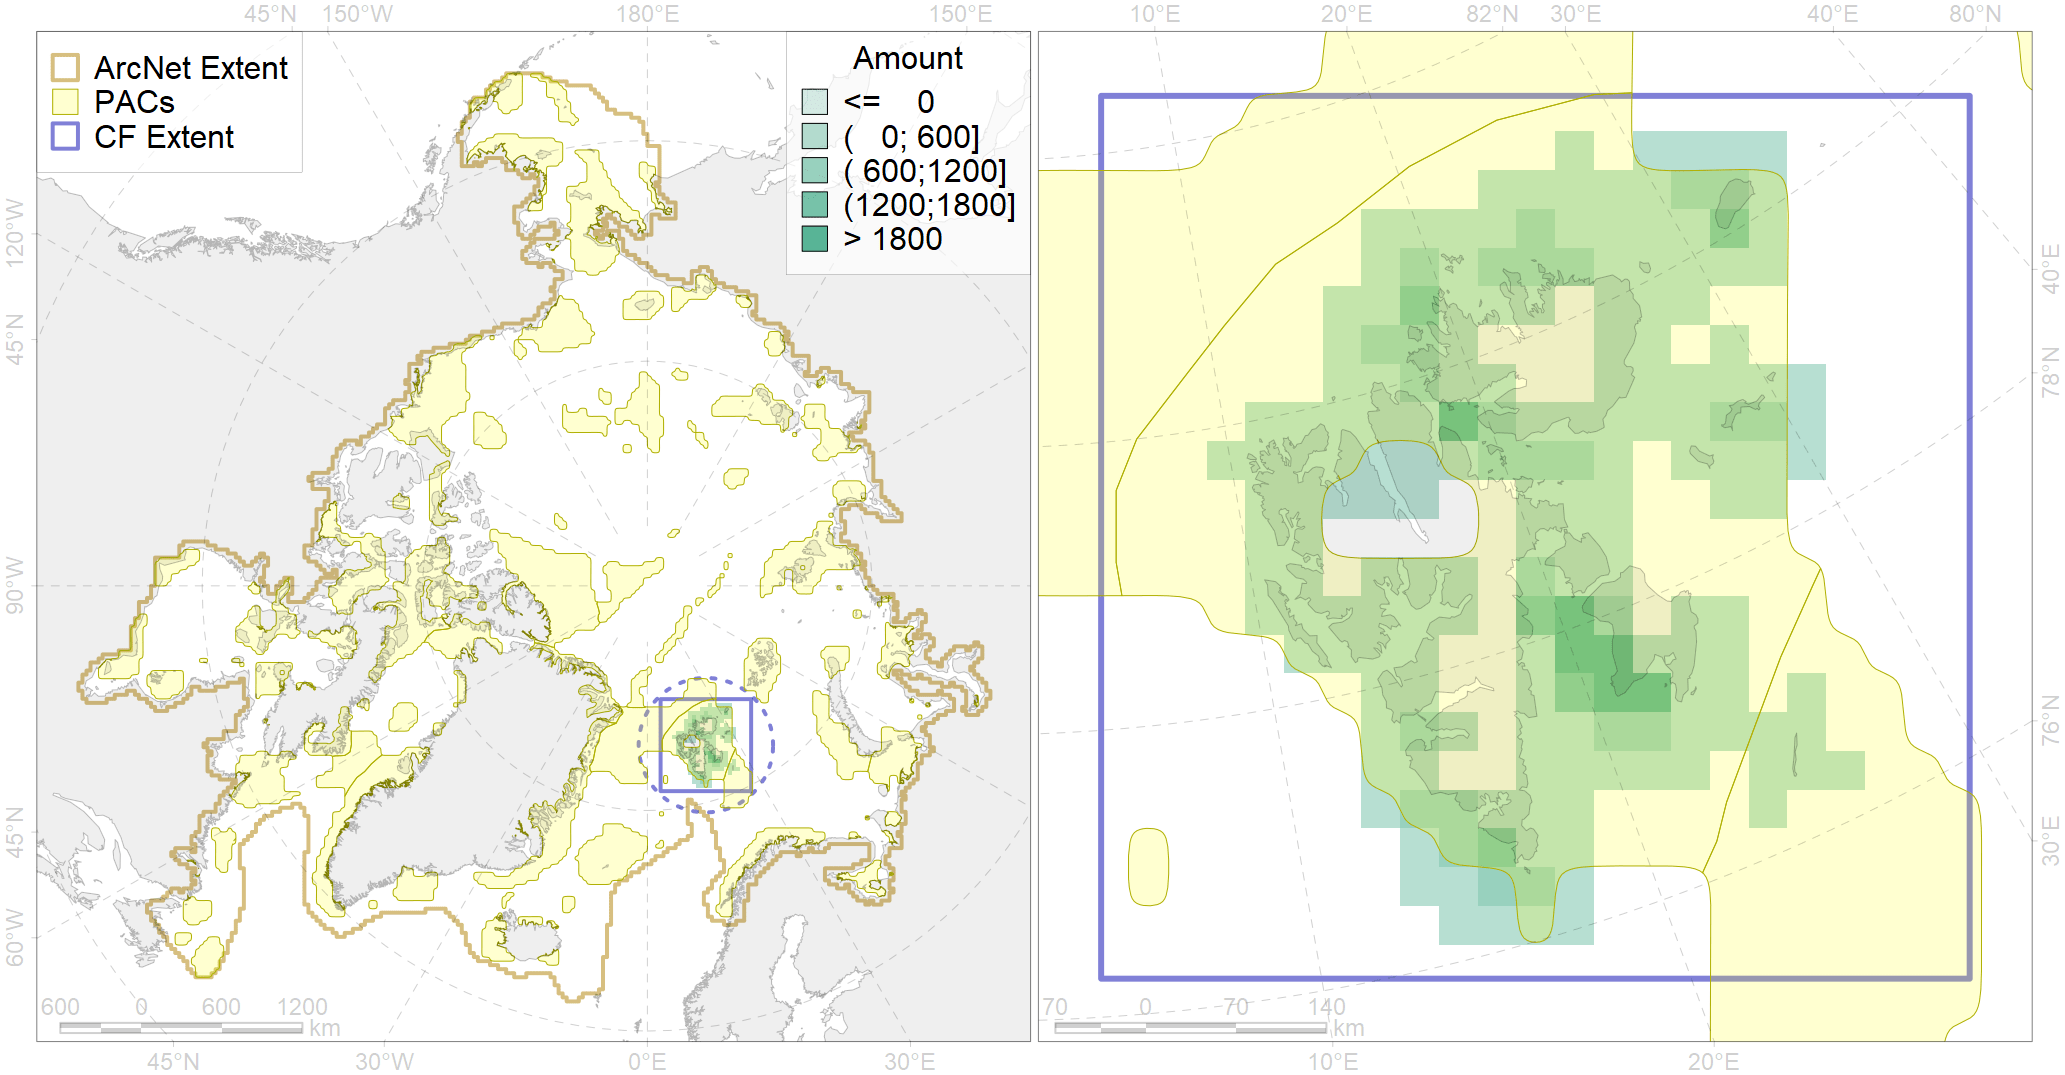 45°N 150°W 180°E 150°E 10°E 20°E 82°N 30°E 40°E 80°N
ArcNet Extent
PACs
CF Extent
Amount
<= 0
( 0; 600]
( 600;1200]
(1200;1800]
> 1800
120°W
45°N
90°W
45°N
60°W
40°E
78°N
76°N
30°E
600 0 600 1200
km
70 0 70 140
km
45°N 30°W 0°E 30°E 10°E 20°E